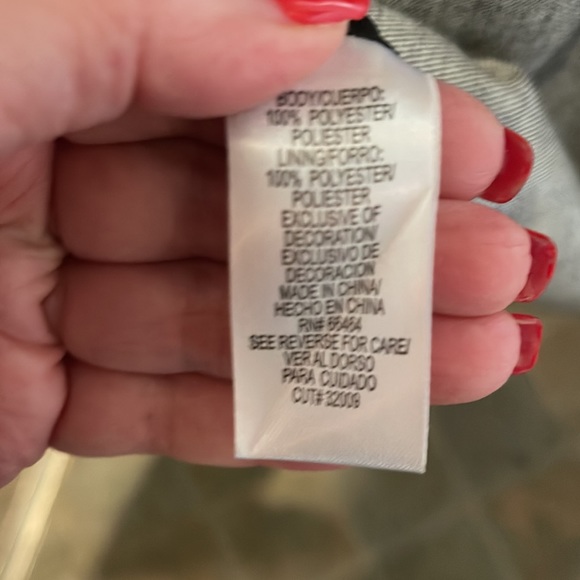 BODY/CUERPO:
100% POLYESTER/
POLIESTER
LINING/FORRO:
100% POLYESTER/
POLIESTER
EXCLUSIVE OF
DECORATION/
EXCLUSIVO DE
DECORACION
MADE IN CHINA/
HECHO EN CHINA
RN# 66464
SEE REVERSE FOR CARE/
VER AL DORSO
PARA CUIDADO
CUT# 32009